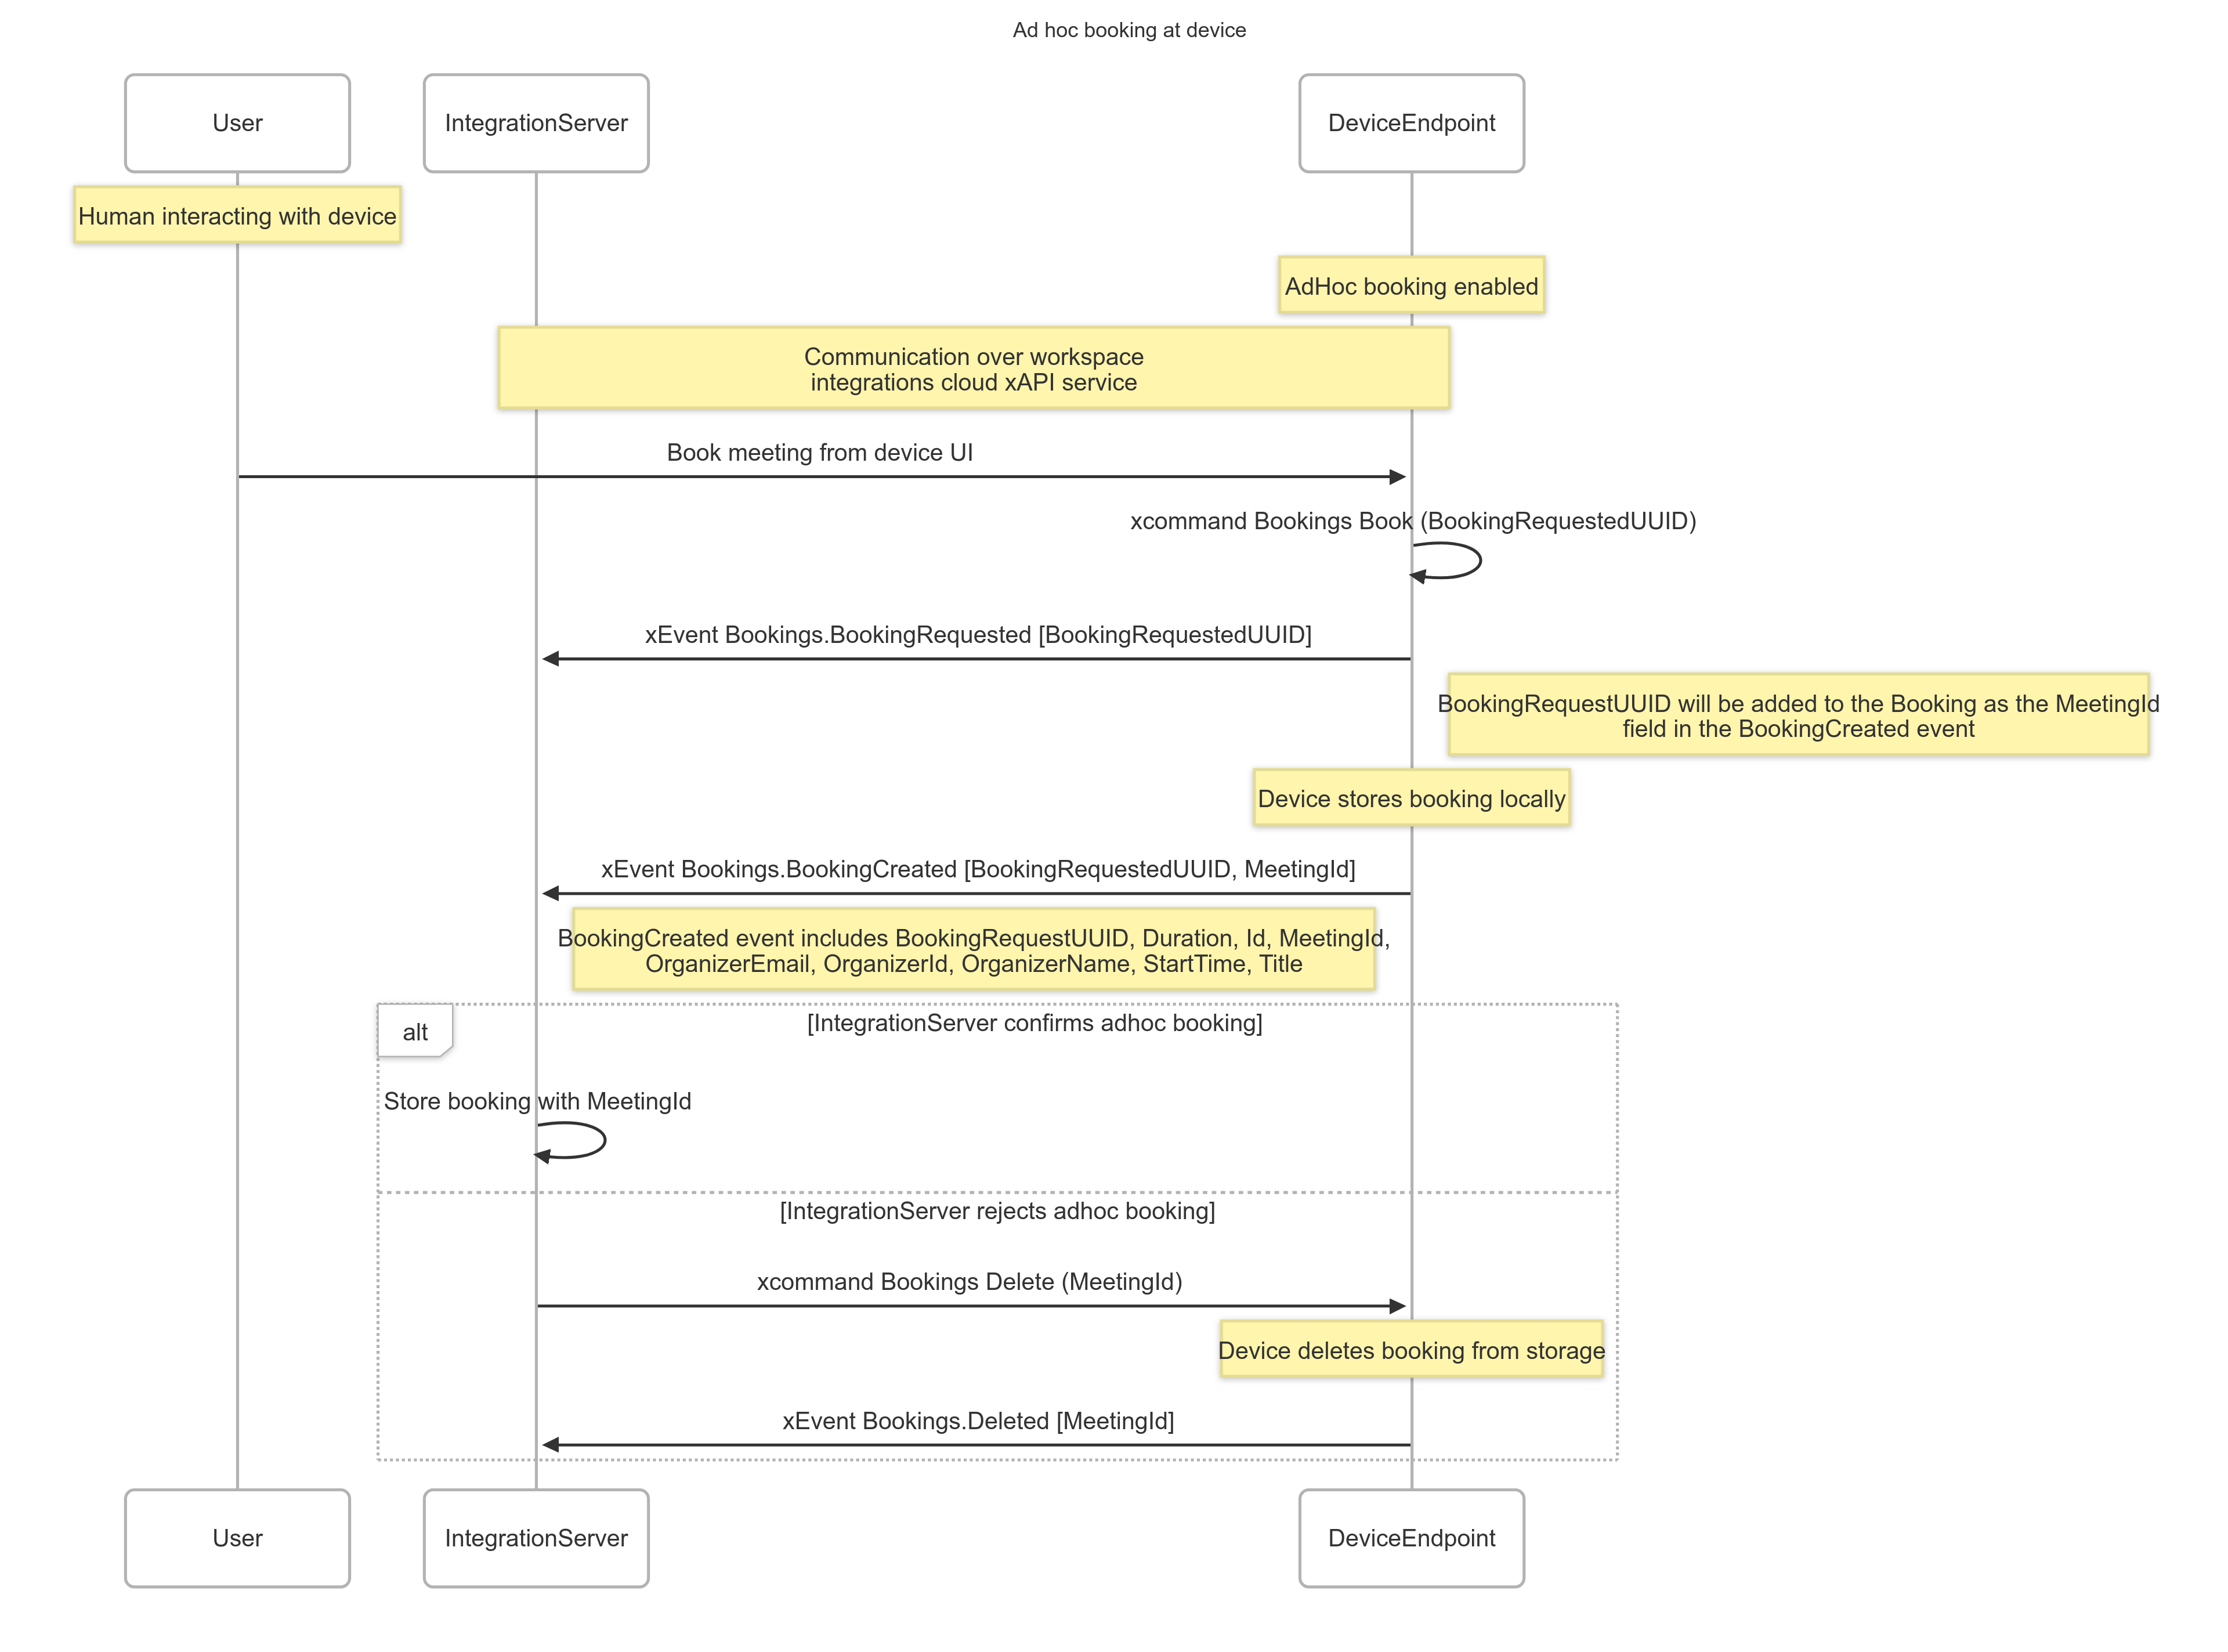 Ad hoc booking at device
User
IntegrationServer
DeviceEndpoint
Human interacting with device
AdHoc booking enabled
Communication over workspace
integrations cloud xAPI service
Book meeting from device UI
xcommand Bookings Book (BookingRequestedUUID)
xEvent Bookings.BookingRequested [BookingRequestedUUID]
BookingRequestUUID will be added to the Booking as the MeetingId
field in the BookingCreated event
Device stores booking locally
xEvent Bookings.BookingCreated [BookingRequestedUUID, MeetingId]
BookingCreated event includes BookingRequestUUID, Duration, Id, MeetingId,
OrganizerEmail, OrganizerId, OrganizerName, StartTime, Title
alt
[IntegrationServer confirms adhoc booking]
Store booking with MeetingId
[IntegrationServer rejects adhoc booking]
xcommand Bookings Delete (MeetingId)
Device deletes booking from storage
xEvent Bookings.Deleted [MeetingId]
User
IntegrationServer
DeviceEndpoint